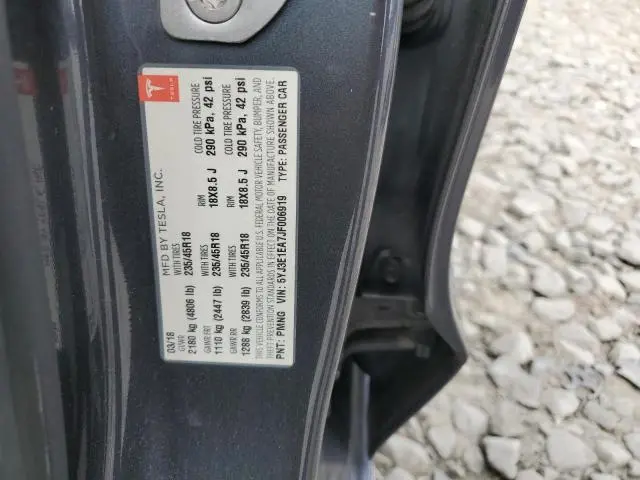 TESLA
MFD BY TESLA, INC.
03/18
GVWR WITH TIRES RIM COLD TIRE PRESSURE
2180 kg (4806 lb) 235/45R18 18X8.5 J 290 kPa, 42 psi
GAWR FRT WITH TIRES RIM COLD TIRE PRESSURE
1110 kg (2447 lb) 235/45R18 18X8.5 J 290 kPa, 42 psi
GAWR RR
1288 kg (2839 lb) 235/45R18
THIS VEHICLE CONFORMS TO ALL APPLICABLE U.S. FEDERAL MOTOR VEHICLE SAFETY, BUMPER, AND
THEFT PREVENTION STANDARDS IN EFFECT ON THE DATE OF MANUFACTURE SHOWN ABOVE.
PNT: PMNG VIN: 5YJ3E1EA7JF006919 TYPE: PASSENGER CAR